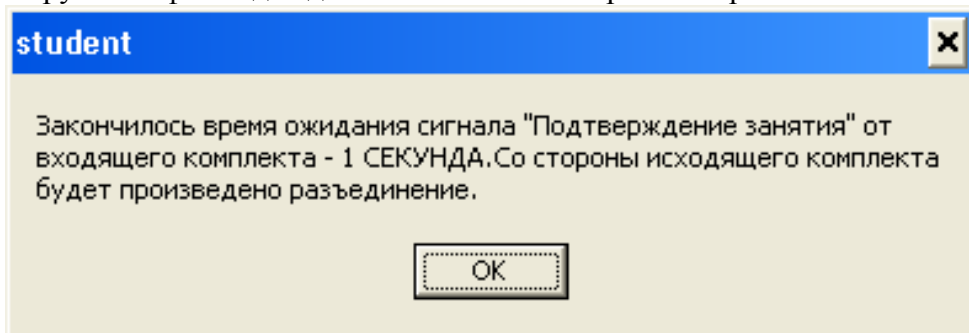 student
Закончилось время ожидания сигнала "Подтверждение занятия" от
входящего комплекта - 1 СЕКУНДА.Со стороны исходящего комплекта
будет произведено разъединение.
OK